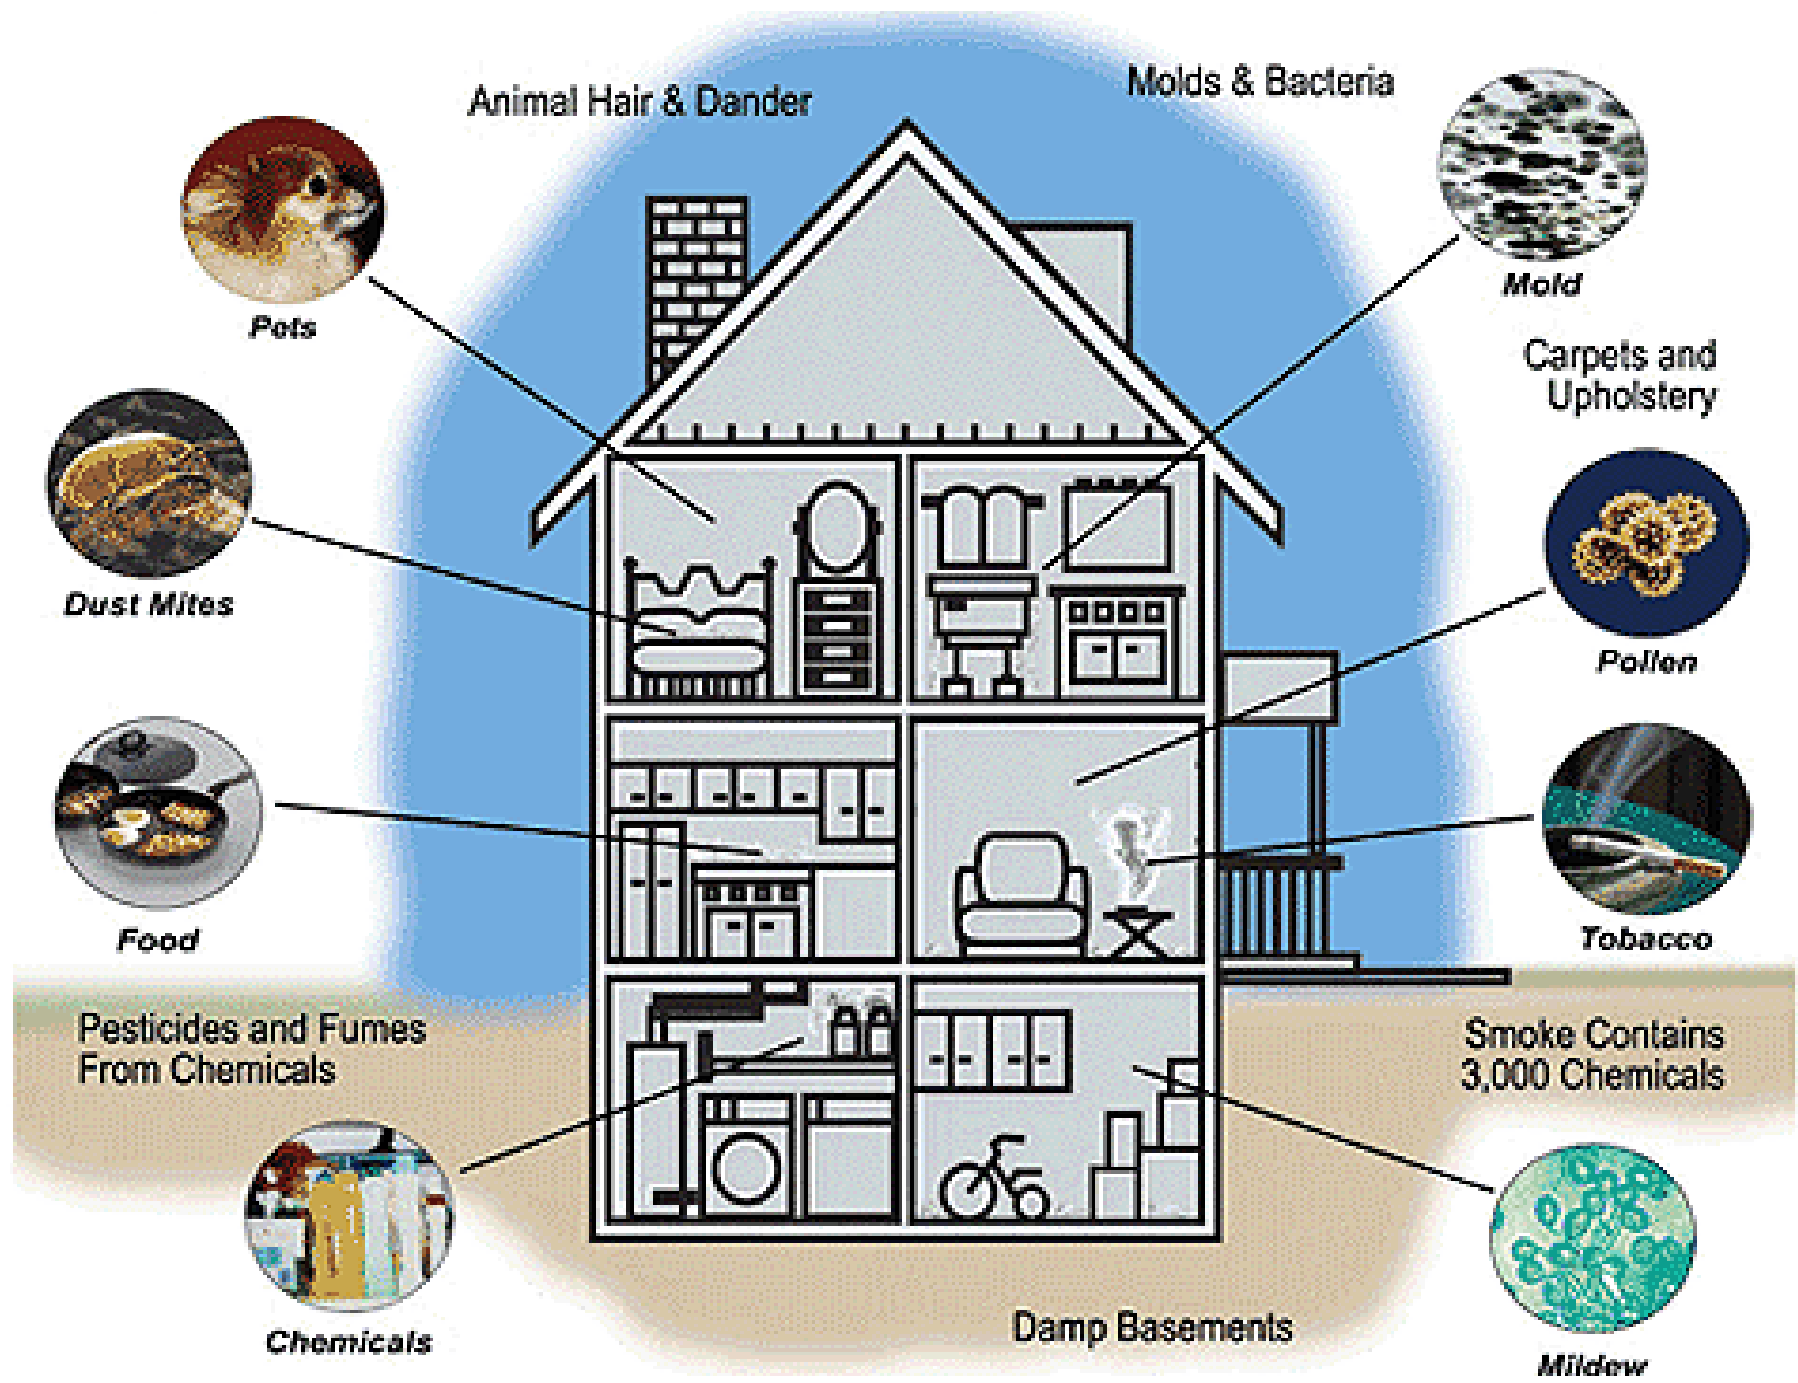 Animal Hair & Dander
Molds & Bacteria
Pets
Mold
Carpets and
Upholstery
Dust Mites
Pollen
Food
Tobacco
Pesticides and Fumes
From Chemicals
Smoke Contains
3,000 Chemicals
Chemicals
Damp Basements
Mildew